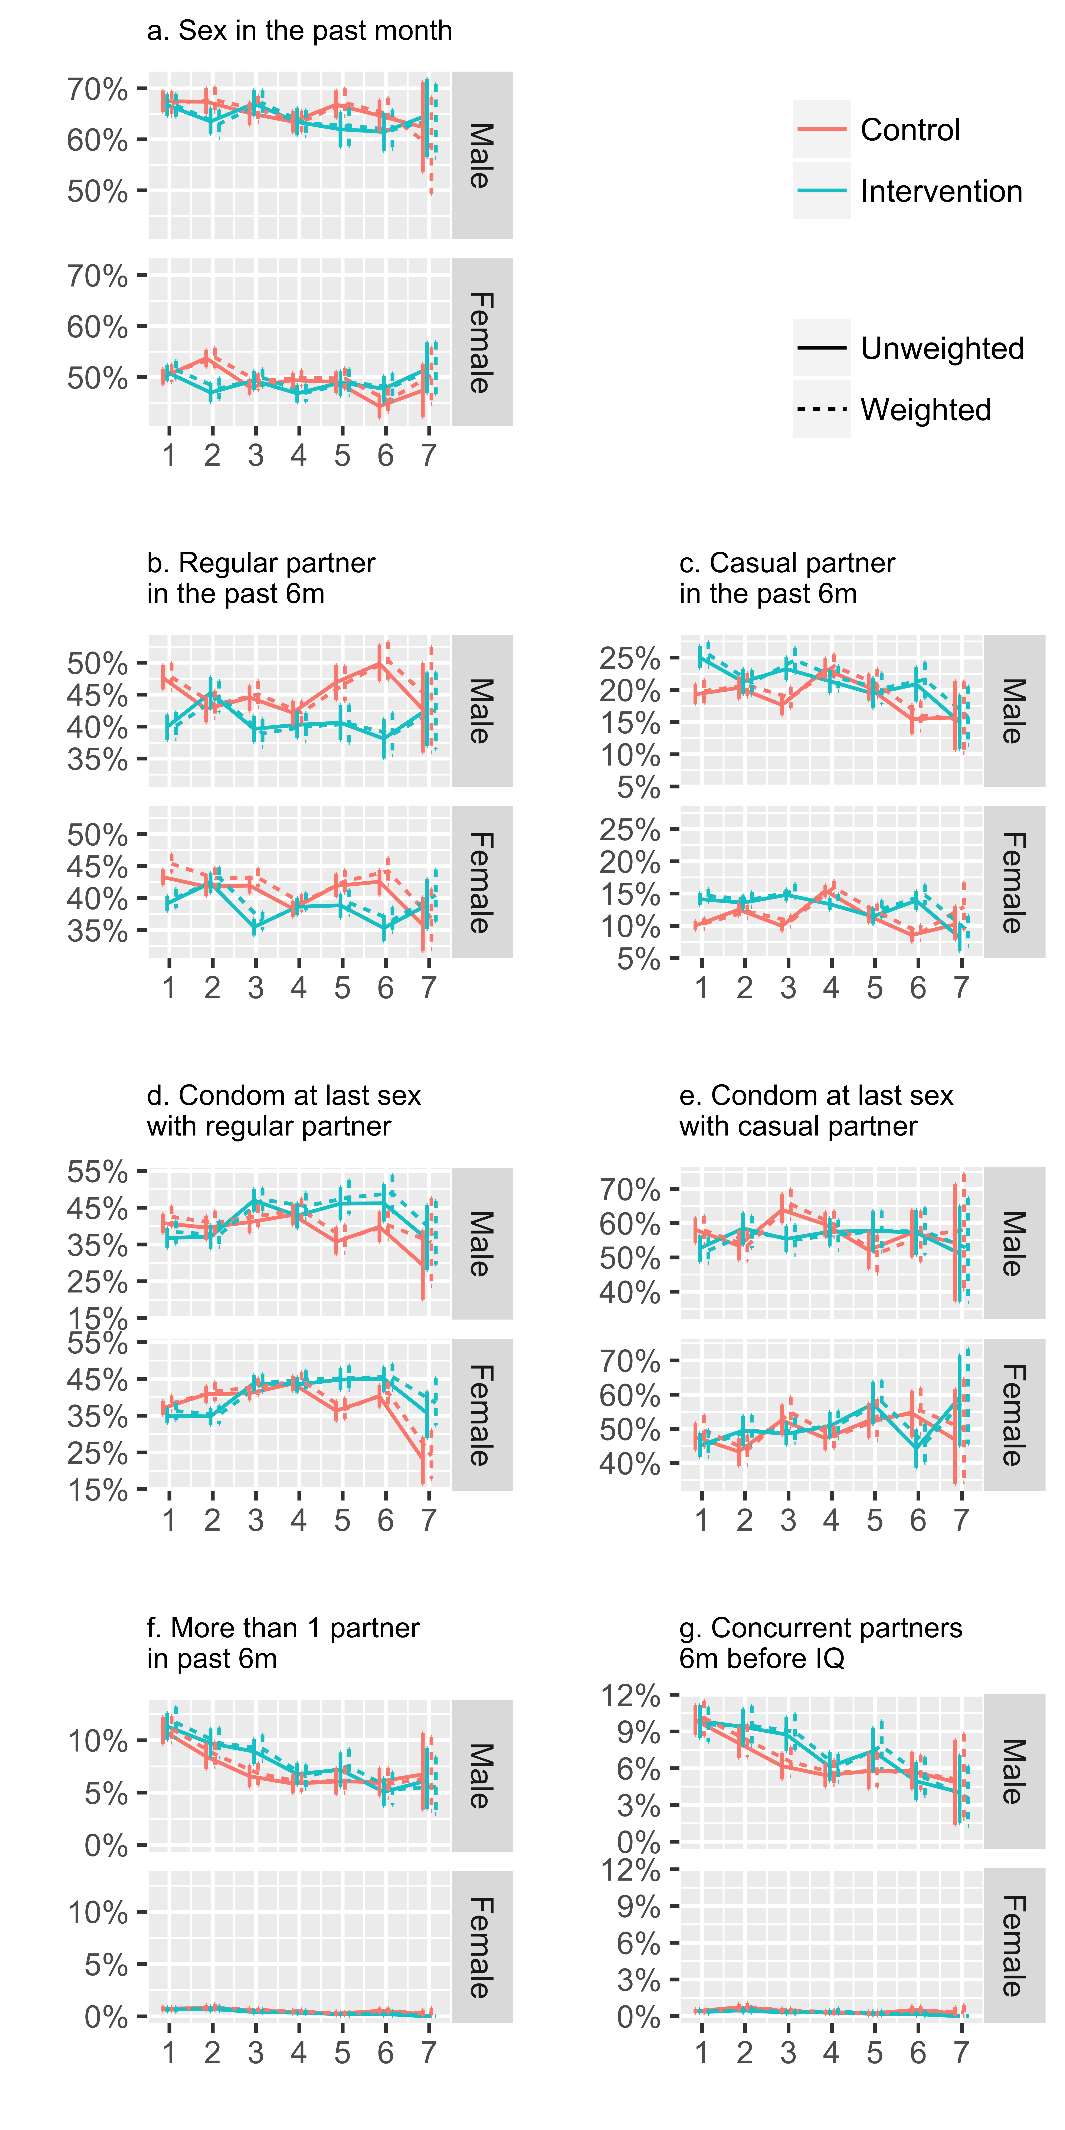 a. Sex in the past month
70%
60%
50%
Male
70%
60%
50%
Female
1 2 3 4 5 6 7
Control
Intervention
Unweighted
Weighted
b. Regular partner
in the past 6m
50%
45%
40%
35%
Male
50%
45%
40%
35%
Female
1 2 3 4 5 6 7
c. Casual partner
in the past 6m
25%
20%
15%
10%
5%
Male
25%
20%
15%
10%
5%
Female
1 2 3 4 5 6 7
d. Condom at last sex
with regular partner
55%
45%
35%
25%
15%
Male
55%
45%
35%
25%
15%
Female
1 2 3 4 5 6 7
e. Condom at last sex
with casual partner
70%
60%
50%
40%
Male
70%
60%
50%
40%
Female
1 2 3 4 5 6 7
f. More than 1 partner
in past 6m
10%
5%
0%
Male
10%
5%
0%
Female
1 2 3 4 5 6 7
g. Concurrent partners
6m before IQ
12%
9%
6%
3%
0%
Male
12%
9%
6%
3%
0%
Female
1 2 3 4 5 6 7